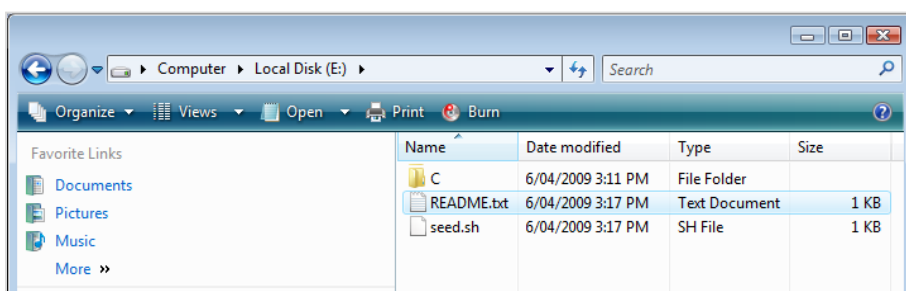 Computer Local Disk (E:) Search
Organize Views Open Print Burn
Favorite Links
Documents
Pictures
Music
More »
Name Date modified Type Size
C 6/04/2009 3:11 PM File Folder
README.txt 6/04/2009 3:17 PM Text Document 1 KB
seed.sh 6/04/2009 3:17 PM SH File 1 KB